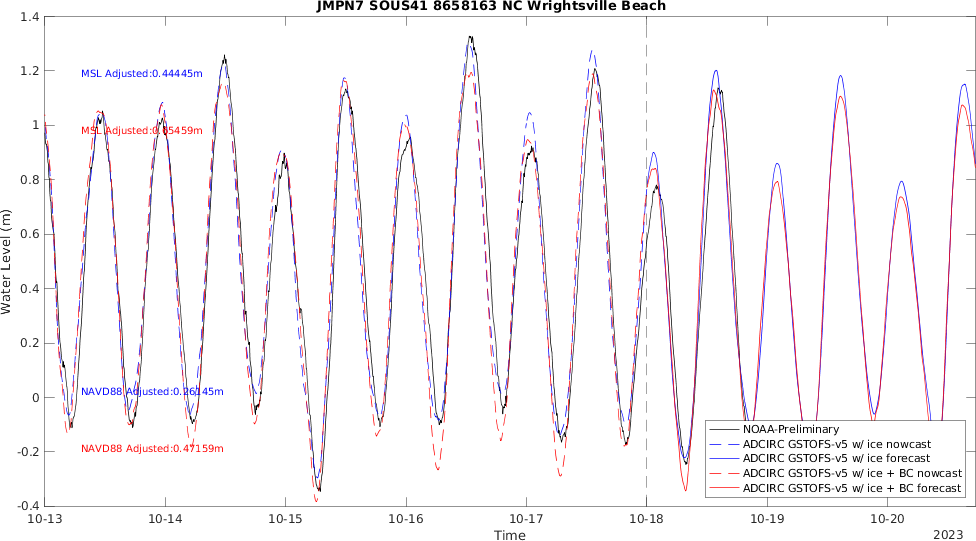 JMPN7 SOUS41 8658163 NC Wrightsville Beach
1.4
1.2
1
0.8
0.6
0.4
0.2
0
-0.2
-0.4
Water Level (m)
MSL Adjusted:0.44445m
MSL Adjusted:0.65459m
NAVD88 Adjusted:0.26145m
NAVD88 Adjusted:0.47159m
NOAA-Preliminary
ADCIRC GSTOFS-v5 w/ ice nowcast
ADCIRC GSTOFS-v5 w/ ice forecast
ADCIRC GSTOFS-v5 w/ ice + BC nowcast
ADCIRC GSTOFS-v5 w/ ice + BC forecast
10-13 10-14 10-15 10-16 10-17 10-18 10-19 10-20
Time
2023